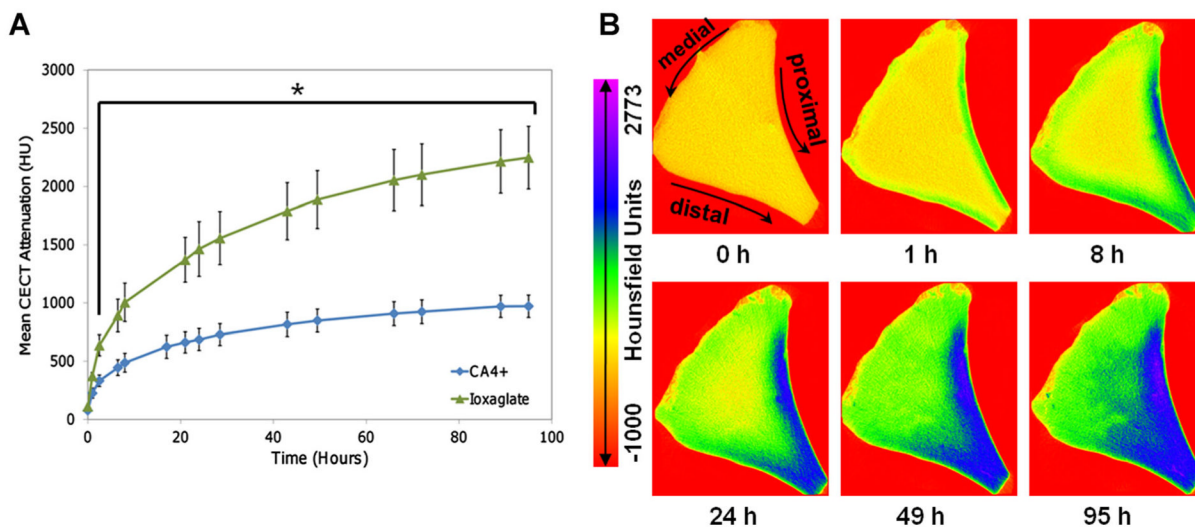 A
Mean CECT Attenuation (HU)
3000
2500
2000
1500
1000
500
0
*
CA4+
Ioxaglate
0
20
40
60
80
100
Time (Hours)
B
2773
Hounsfield Units
-1000
medial
proximal
distal
0 h
1 h
8 h
24 h
49 h
95 h